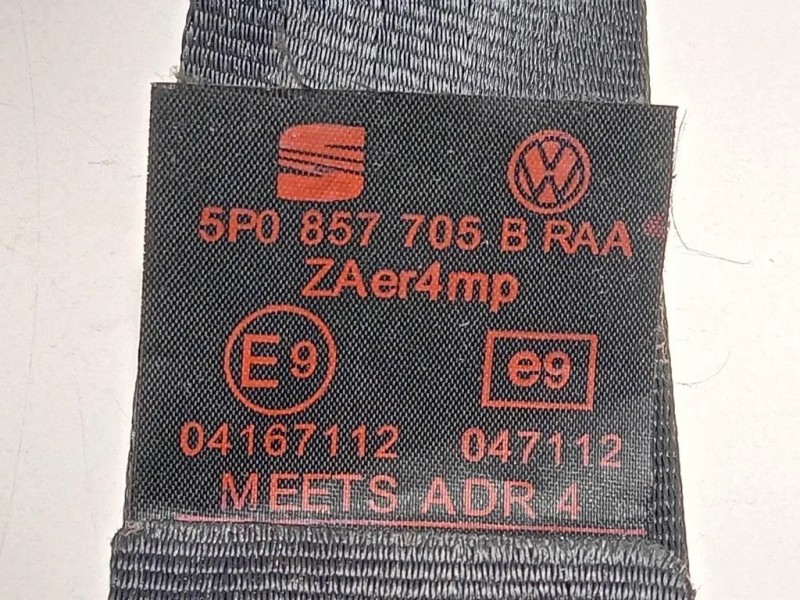 5P0 857 705 B RAA *
ZAer4mp
E9 e9
04167112 047112
MEETS ADR 4